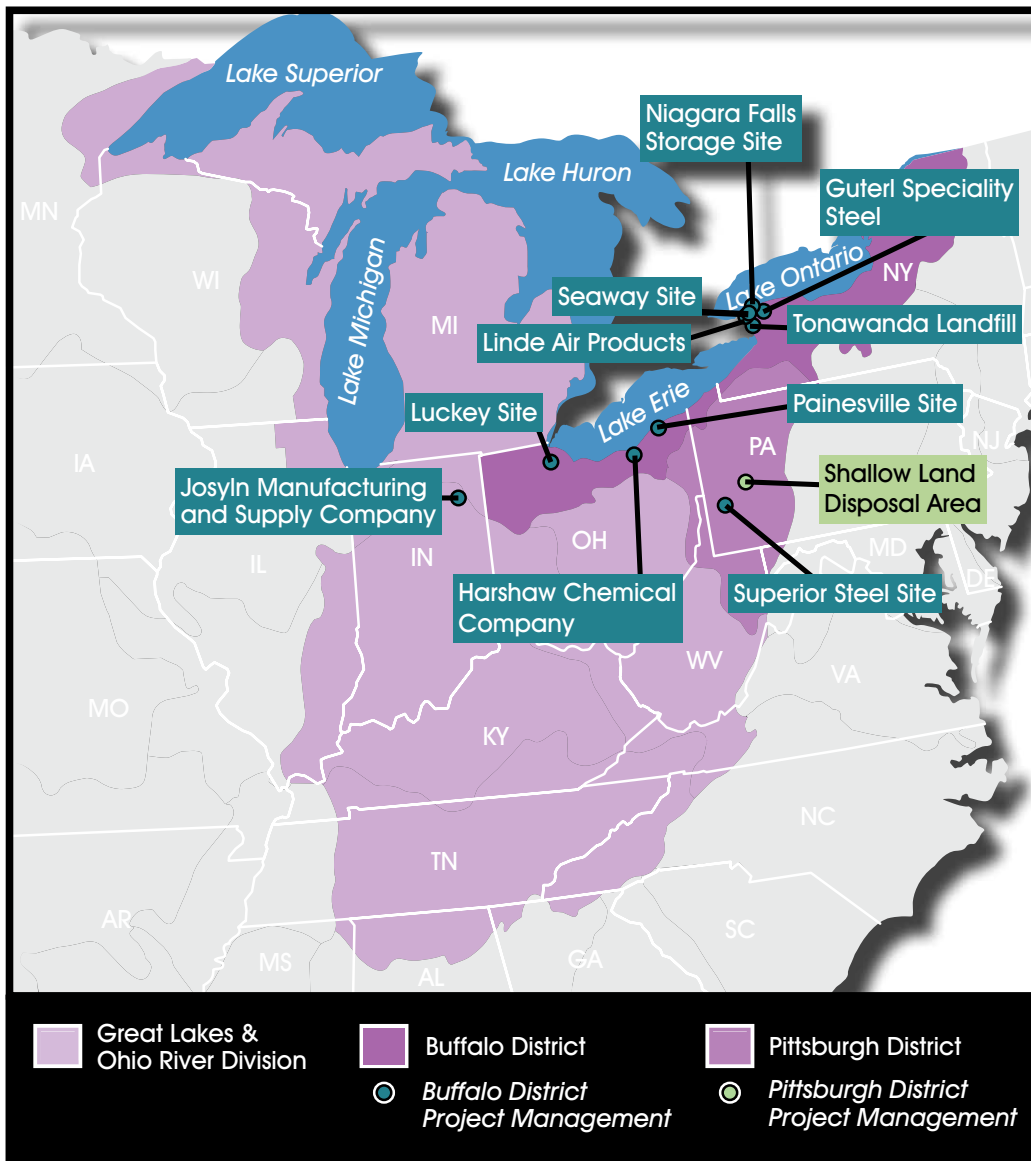 Lake Superior
Niagara Falls
Storage Site
Lake Huron
Guterl Speciality
Steel
MN
WI
Lake Michigan
MI
Lake Ontario
NY
Seaway Site
Linde Air Products
Tonawanda Landfill
Lake Erie
Luckey Site
Painesville Site
IA
PA
NJ
Josyln Manufacturing
and Supply Company
Shallow Land
Disposal Area
IL
IN
OH
MD
DE
Harshaw Chemical
Company
Superior Steel Site
WV
VA
MO
KY
NC
TN
AR
SC
MS
AL
GA
Great Lakes &
Ohio River Division
Buffalo District
Pittsburgh District
Buffalo District
Project Management
Pittsburgh District
Project Management